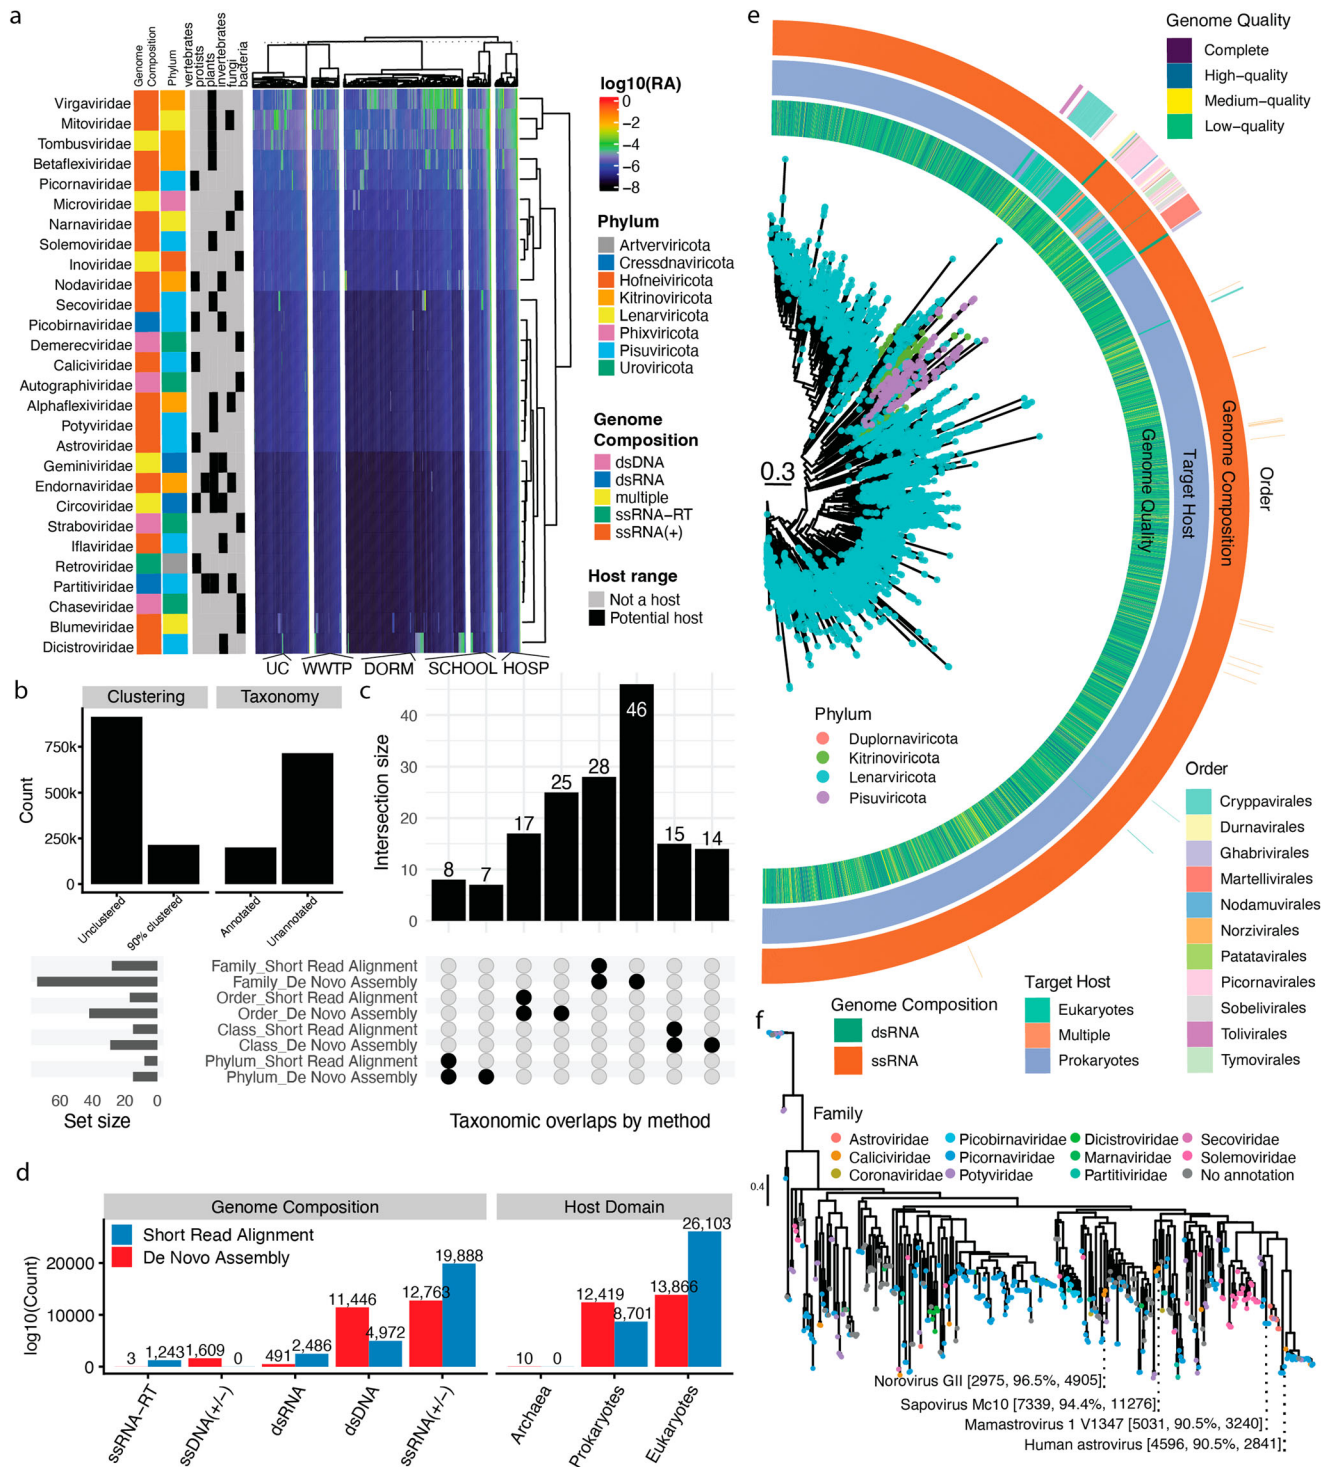 a
Genome
Composition
Phylum
vertebrates
protists
plants
invertebrates
fungi
bacteria
Virgaviridae
Mitoviridae
Tombusviridae
Betaflexiviridae
Picornaviridae
Microviridae
Narnaviridae
Solemoviridae
Inoviridae
Nodaviridae
Secoviridae
Picobirnaviridae
Demerecviridae
Caliciviridae
Autographiviridae
Alphaflexiviridae
Potyviridae
Astroviridae
Geminiviridae
Endornaviridae
Circoviridae
Straboviridae
Iflaviridae
Retroviridae
Partitiviridae
Chaseviridae
Blumeviridae
Dicistroviridae
UC WWTP DORM SCHOOL HOSP
log10(RA)
0
−2
−4
−6
−8
Phylum
Artverviricota
Cressdnaviricota
Hofneiviricota
Kitrinoviricota
Lenarviricota
Phixviricota
Pisuviricota
Uroviricota
Genome
Composition
dsDNA
dsRNA
multiple
ssRNA−RT
ssRNA(+)
Host range
Not a host
Potential host
b
Clustering Taxonomy
Count
750k
500k
250k
0
Unclustered
90% clustered
Annotated
Unannotated
c
Intersection size
40
30
20
10
0
8
7
17
25
28
46
15
14
Family_Short Read Alignment
Family_De Novo Assembly
Order_Short Read Alignment
Order_De Novo Assembly
Class_Short Read Alignment
Class_De Novo Assembly
Phylum_Short Read Alignment
Phylum_De Novo Assembly
60 40 20 0
Set size
Taxonomic overlaps by method
d
Genome Composition Host Domain
Short Read Alignment
De Novo Assembly
log10(Count)
20000
10000
0
3 1,243 1,609 0 491 2,486 11,446 4,972 12,763 19,888
10 0 12,419 8,701 13,866 26,103
ssRNA−RT
ssDNA(+/−)
dsRNA
dsDNA
ssRNA(+/−)
Archaea
Prokaryotes
Eukaryotes
e
Genome Quality
Complete
High−quality
Medium−quality
Low−quality
0.3
Genome Quality
Target Host
Genome Composition
Order
Phylum
Duplornaviricota
Kitrinoviricota
Lenarviricota
Pisuviricota
Order
Cryppavirales
Durnavirales
Ghabrivirales
Martellivirales
Nodamuvirales
Norzivirales
Patatavirales
Picornavirales
Sobelivirales
Tolivirales
Tymovirales
Genome Composition
dsRNA
ssRNA
Target Host
Eukaryotes
Multiple
Prokaryotes
f
Family
Astroviridae Picobirnaviridae Dicistroviridae Secoviridae
Caliciviridae Picornaviridae Marnaviridae Solemoviridae
Coronaviridae Potyviridae Partitiviridae No annotation
0.4
Norovirus GII [2975, 96.5%, 4905]
Sapovirus Mc10 [7339, 94.4%, 11276]
Mamastrovirus 1 V1347 [5031, 90.5%, 3240]
Human astrovirus [4596, 90.5%, 2841]